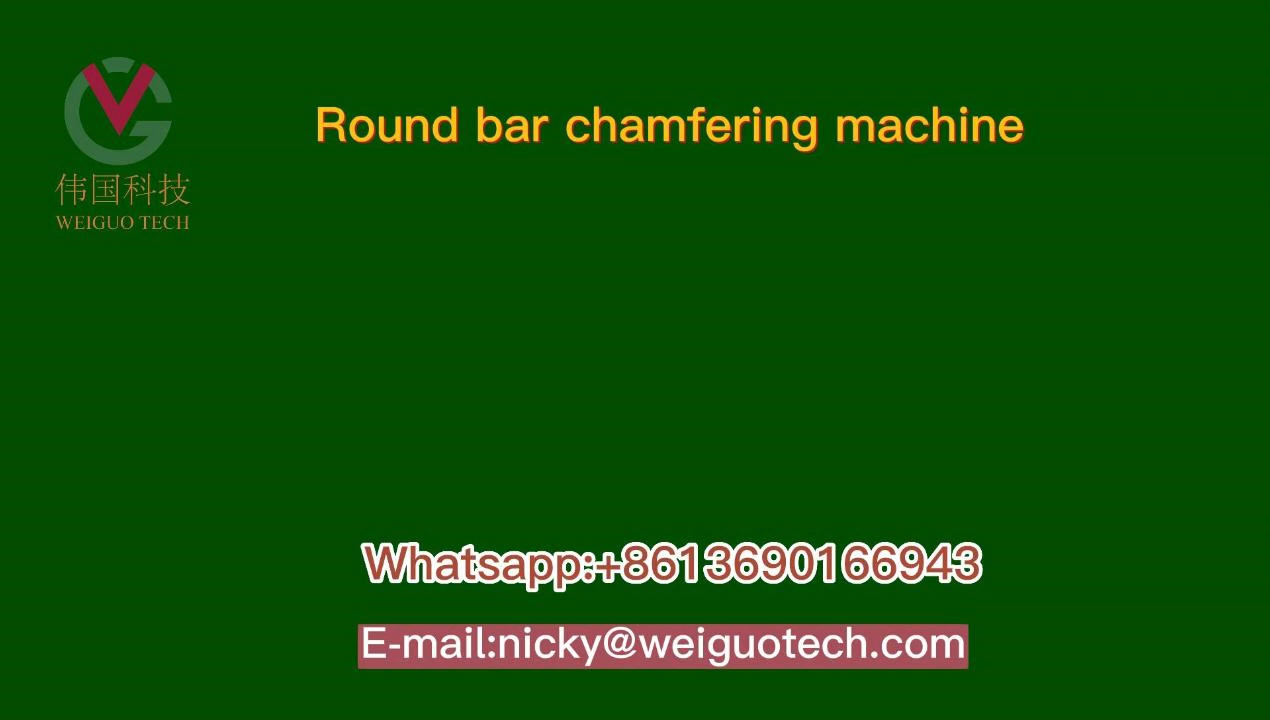 Round bar chamfering machine
伟国科技
WEIGUO TECH
Whatsapp:+8613690166943
E-mail:nicky@weiguotech.com